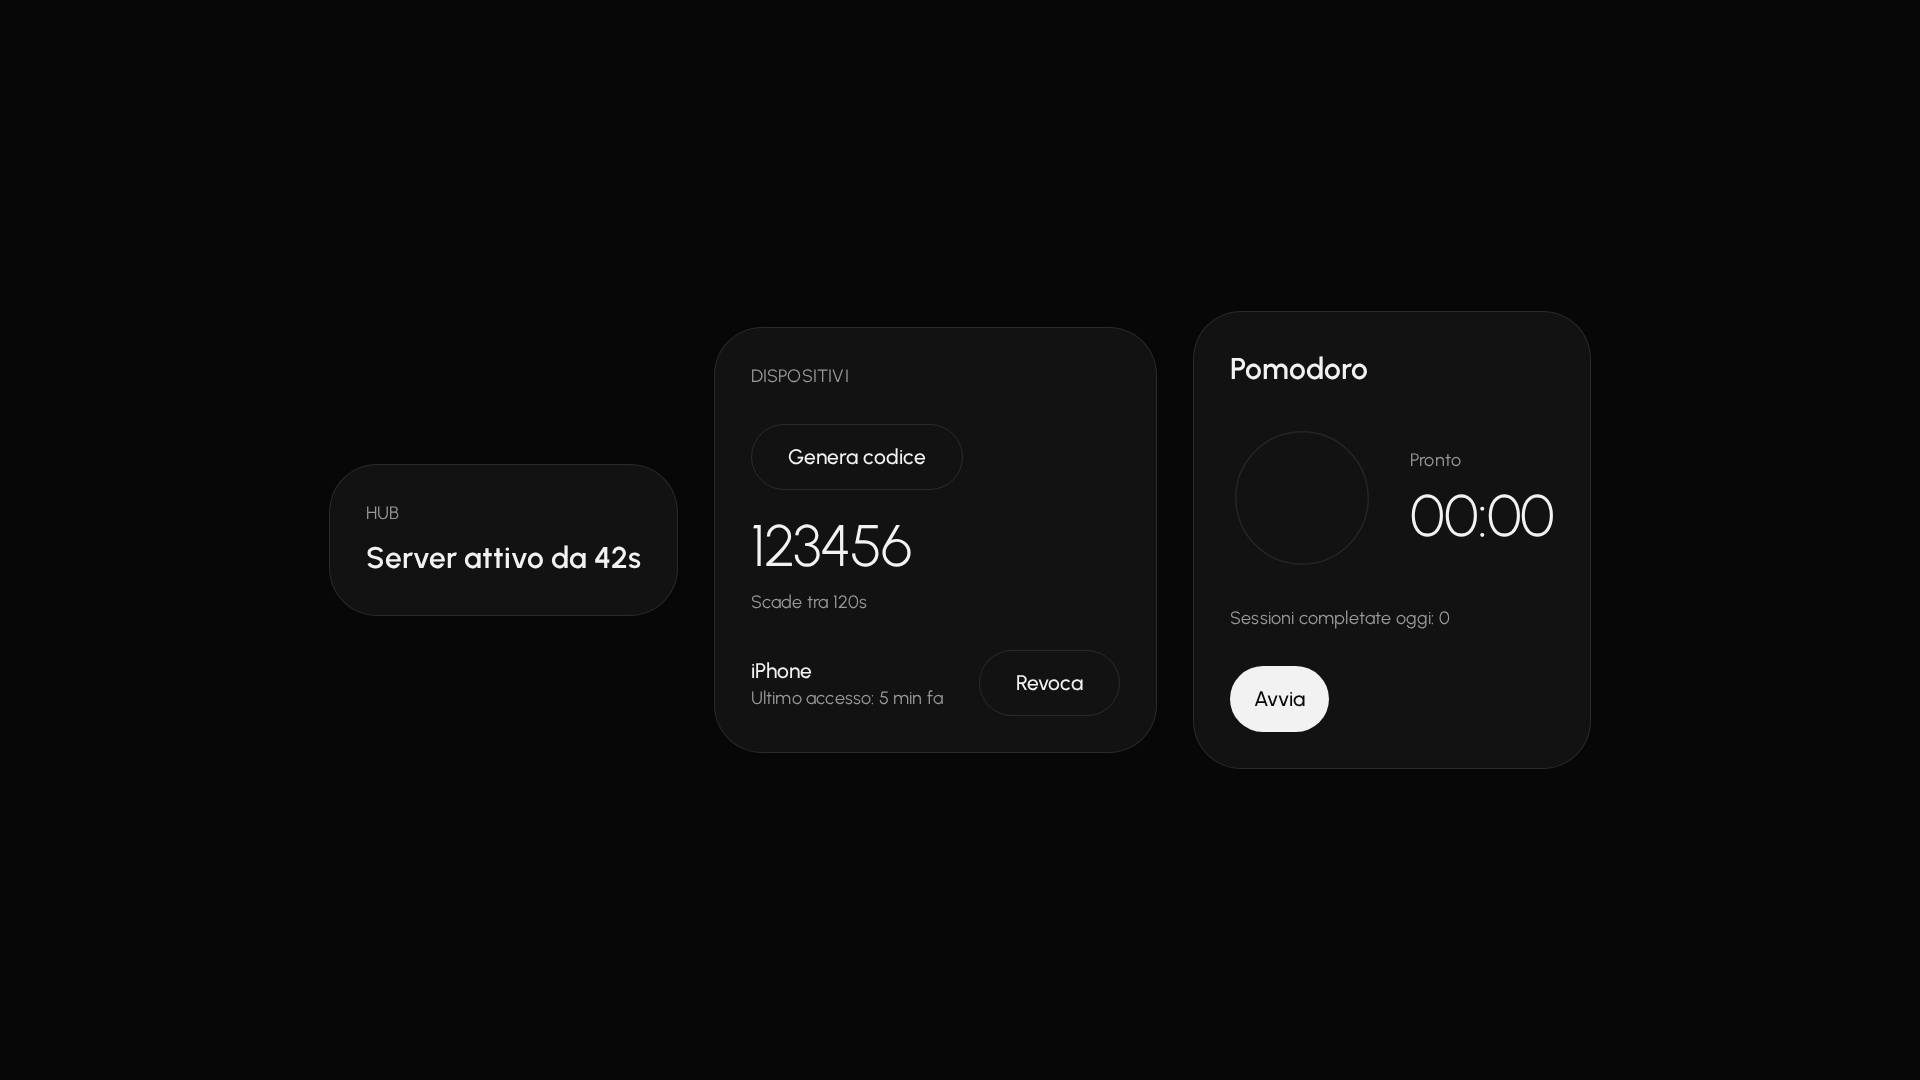 HUB
Server attivo da 42s
DISPOSITIVI
Genera codice
123456
Scade tra 120s
iPhone
Ultimo accesso: 5 min fa
Revoca
Pomodoro
Pronto
00:00
Sessioni completate oggi: 0
Avvia